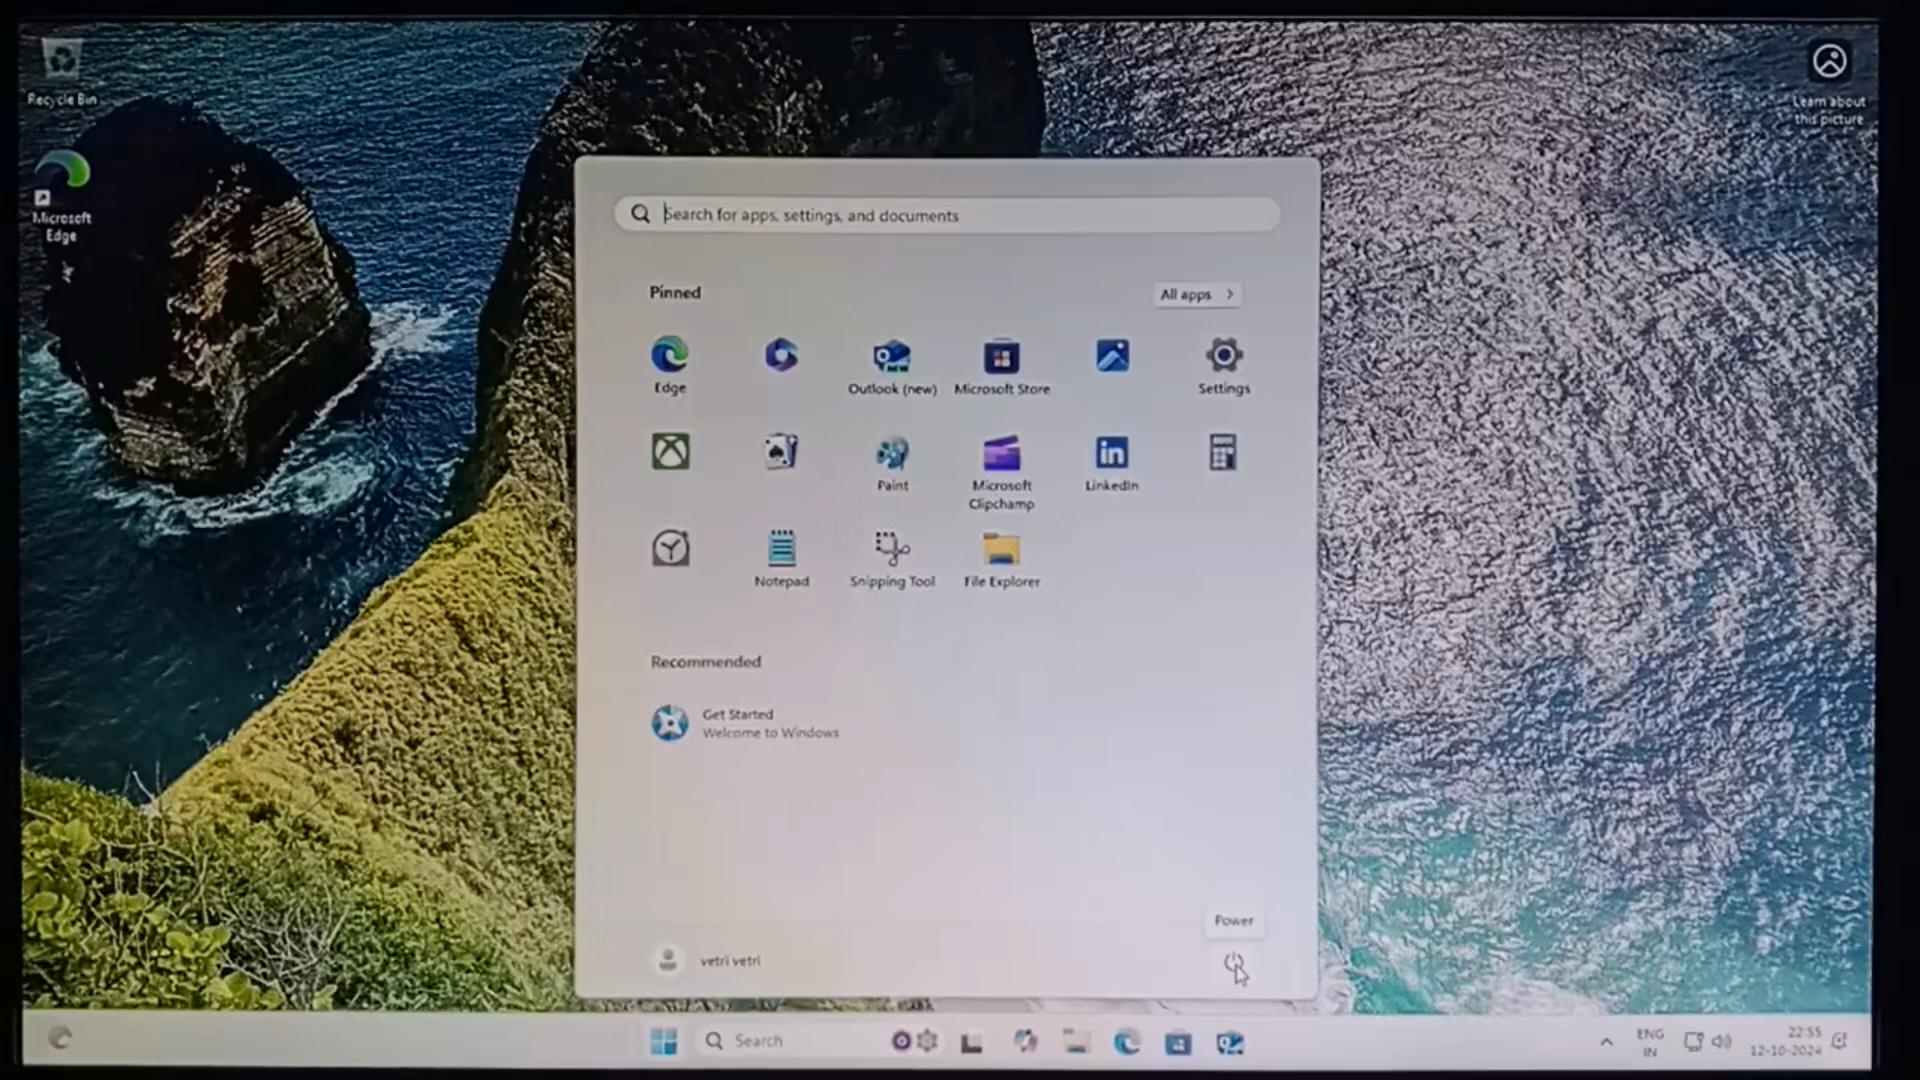 Recycle Bin
Learn about
this picture
Microsoft
Edge
Search for apps, settings, and documents
Pinned
All apps
Edge
Outlook (new)
NEW
Microsoft Store
Settings
Paint
Microsoft
Clipchamp
in
LinkedIn
Notepad
Snipping Tool
File Explorer
Recommended
Get Started
Welcome to Windows
Power
vetri vetri
Search
ENG
IN
22:55
12-10-2024